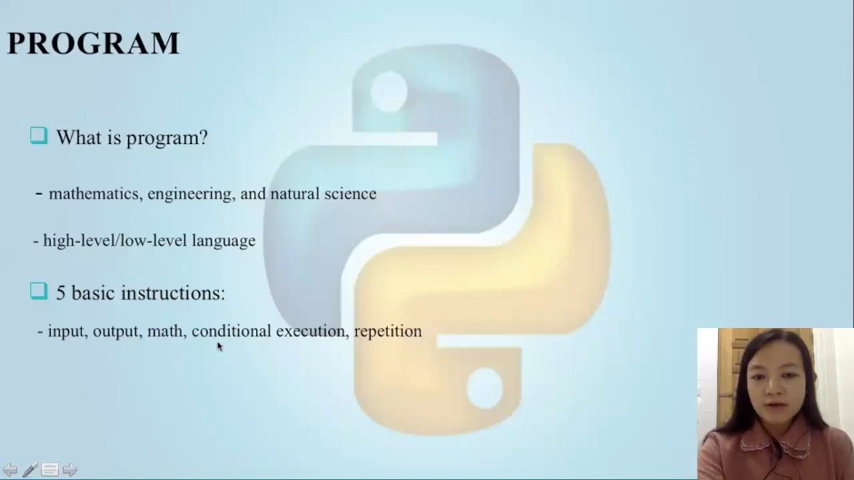 PROGRAM
What is program?
- mathematics, engineering, and natural science
- high-level/low-level language
5 basic instructions:
- input, output, math, conditional execution, repetition